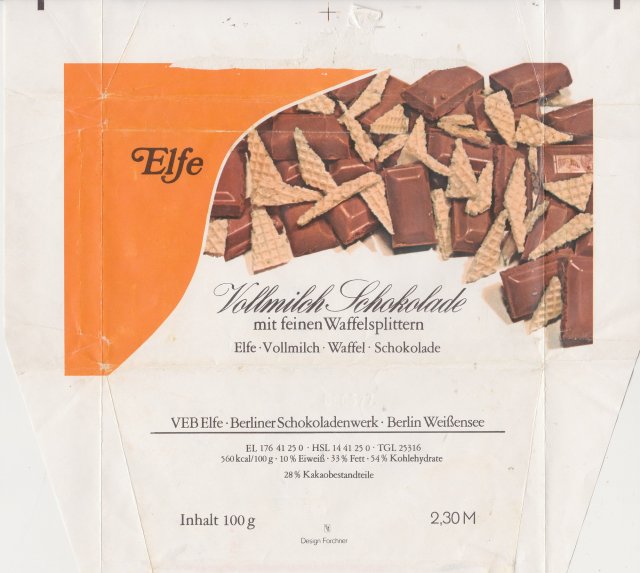 Elfe
Vollmilch Schokolade
mit feinen Waffelsplittern
Elfe · Vollmilch · Waffel · Schokolade
VEB Elfe · Berliner Schokoladenwerk · Berlin Weißensee
EL 176 41 25 0 · HSL 14 41 25 0 · TGL 25316
560 kcal/100 g · 10 % Eiweiß · 33 % Fett · 54 % Kohlehydrate
28 % Kakaobestandteile
Inhalt 100 g
2,30 M
Design Forchner